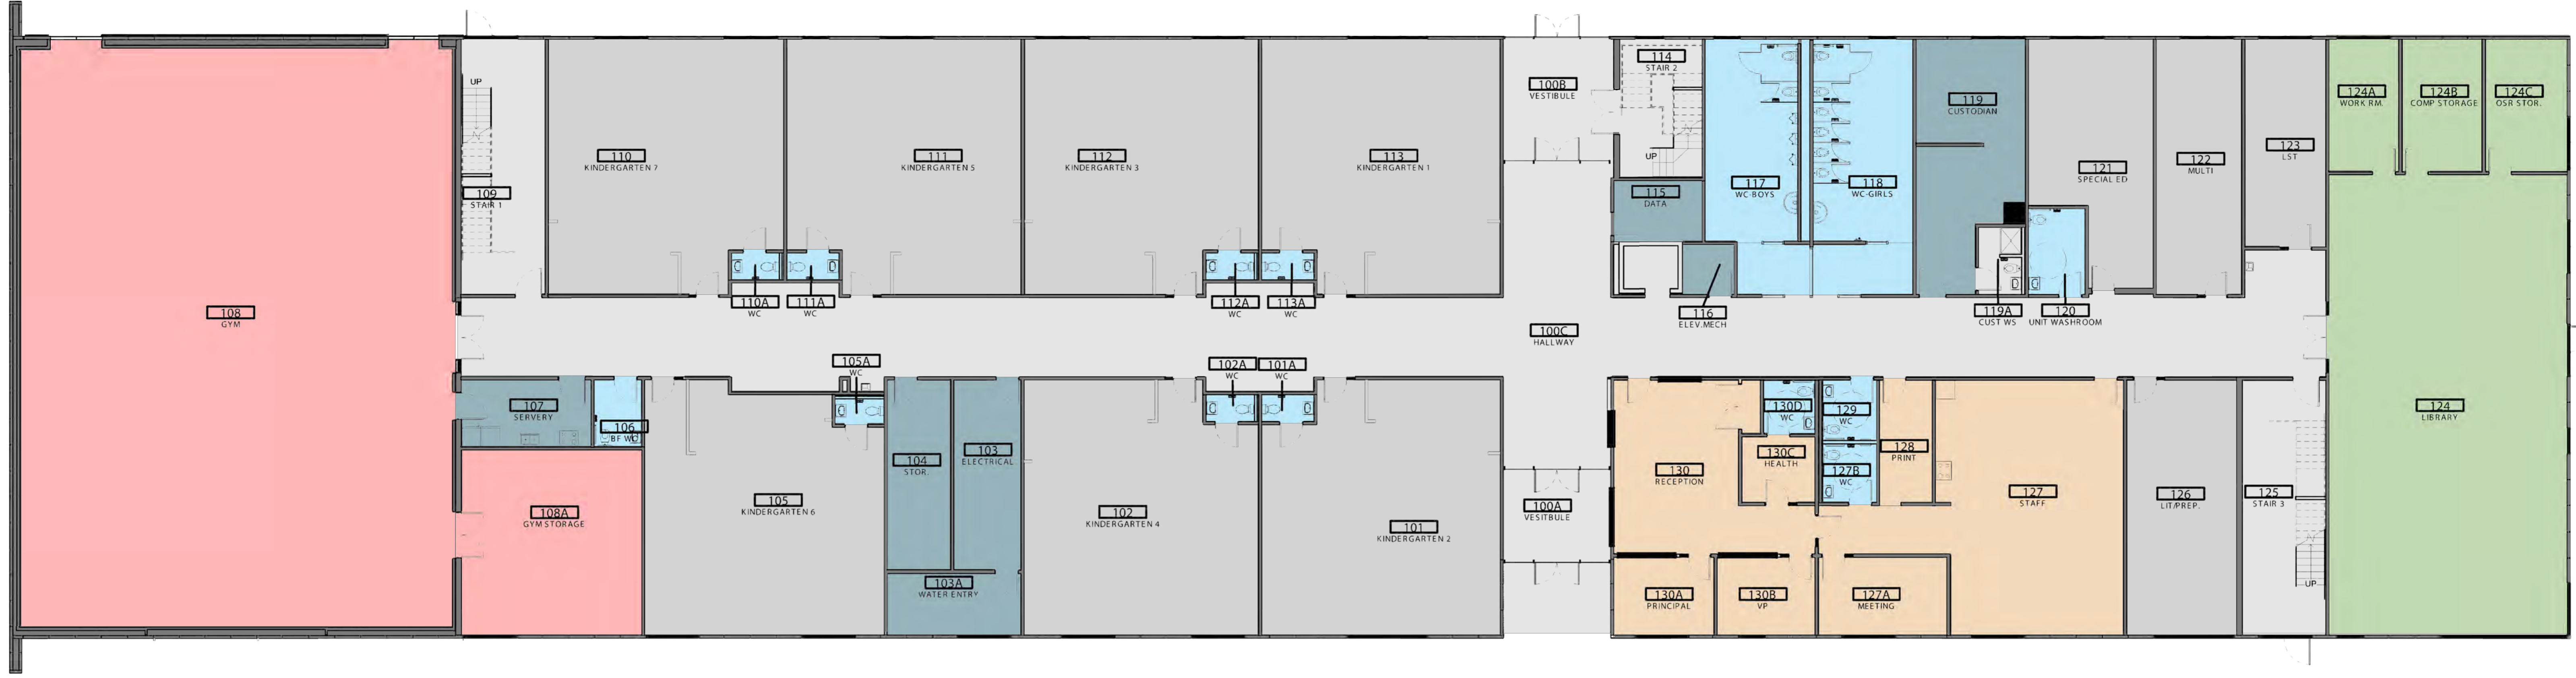 UP
109
STAIR 1
110
KINDERGARTEN 7
111
KINDERGARTEN 5
112
KINDERGARTEN 3
113
KINDERGARTEN 1
100B
VESTIBULE
114
STAIR 2
UP
115
DATA
116
ELEV.MECH
117
WC-BOYS
118
WC-GIRLS
119
CUSTODIAN
119A
CUST WS
120
UNIT WASHROOM
121
SPECIAL ED
122
MULTI
123
LST
124A
WORK RM.
124B
COMP STORAGE
124C
OSR STOR.
108
GYM
110A
WC
111A
WC
112A
WC
113A
WC
100C
HALLWAY
105A
WC
102A
WC
101A
WC
107
SERVERY
106
BF WC
108A
GYM STORAGE
105
KINDERGARTEN 6
104
STOR.
103
ELECTRICAL
103A
WATER ENTRY
102
KINDERGARTEN 4
101
KINDERGARTEN 2
100A
VESITBULE
130
RECEPTION
130D
WC
130C
HEALTH
129
WC
127B
WC
128
PRINT
127
STAFF
130A
PRINCIPAL
130B
VP
127A
MEETING
126
LIT/PREP.
125
STAIR 3
UP
124
LIBRARY